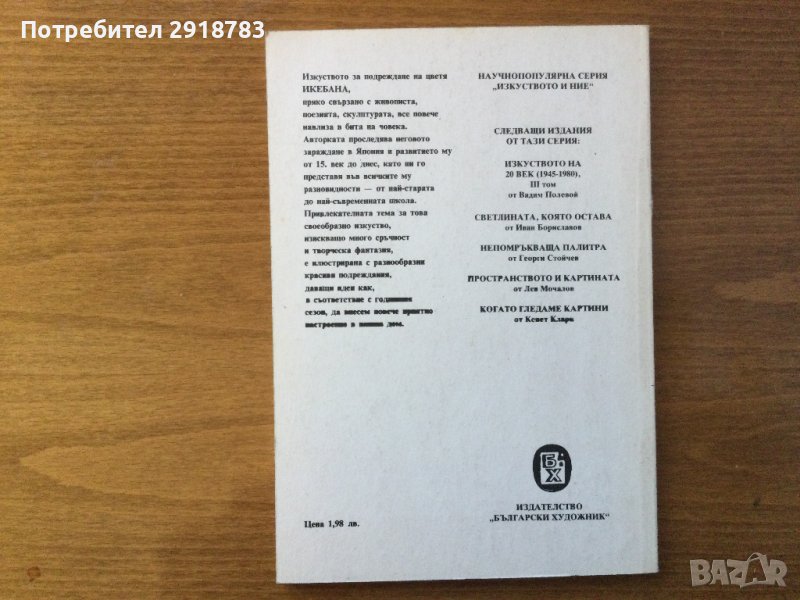 Потребител 2918783
Изкуството за подреждане на цветя
ИКЕБАНА,
пряко свързано с живописта,
поезията, скулптурата, все повече
навлиза в бита на човека.
Авторката проследява неговото
зараждане в Япония и развитието му
от 15. век до днес, като ни го
представя във всичките му
разновидности — от най-старата
до най-съвременната школа.
Привлекателната тема за това
своеобразно изкуство,
изискващо много сръчност
и творческа фантазия,
е илюстрирана с разнообразни
красиви подреждания,
даващи идеи как,
в съответствие с годишния
сезон, да внесем повече приятно
настроение в нашия дом.
Цена 1,98 лв.
НАУЧНОПОПУЛЯРНА СЕРИЯ
„ИЗКУСТВОТО И НИЕ“
СЛЕДВАЩИ ИЗДАНИЯ
ОТ ТАЗИ СЕРИЯ:
ИЗКУСТВОТО НА
20 ВЕК (1945-1980),
III том
от Вадим Полевой
СВЕТЛИНАТА, КОЯТО ОСТАВА
от Иван Бориславов
НЕПОМРЪКВАЩА ПАЛИТРА
от Георги Стойчев
ПРОСТРАНСТВОТО И КАРТИНАТА
от Лев Мочалов
КОГАТО ГЛЕДАМЕ КАРТИНИ
от Кенет Кларк
БХ
ИЗДАТЕЛСТВО
„БЪЛГАРСКИ ХУДОЖНИК“
BAZAR